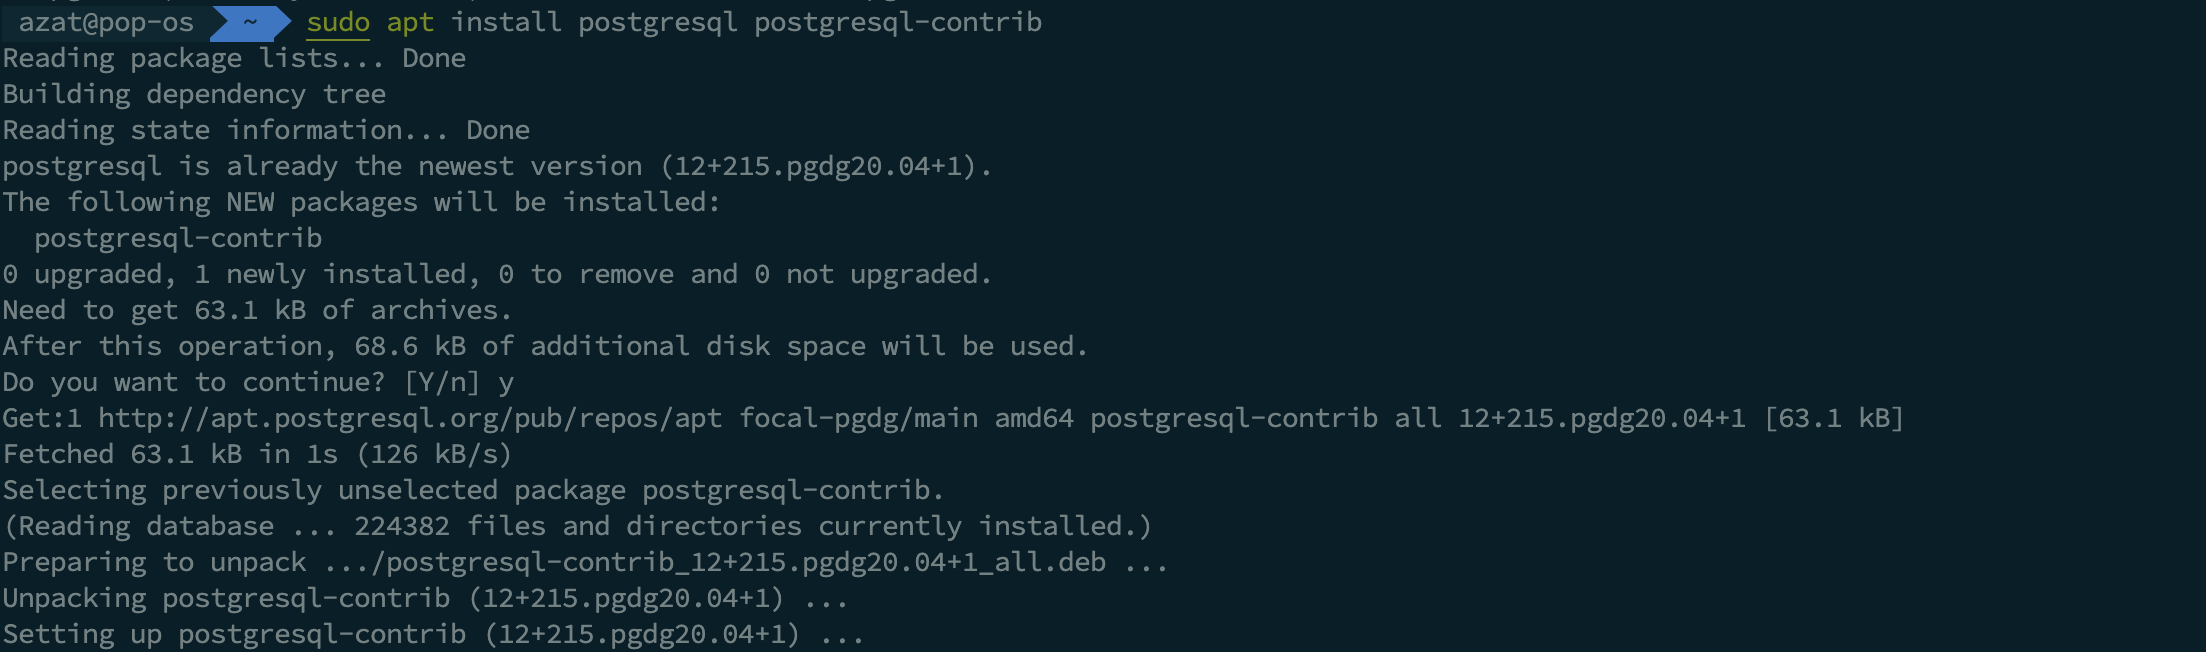 azat@pop-os ~ sudo apt install postgresql postgresql-contrib
Reading package lists... Done
Building dependency tree
Reading state information... Done
postgresql is already the newest version (12+215.pgdg20.04+1).
The following NEW packages will be installed:
  postgresql-contrib
0 upgraded, 1 newly installed, 0 to remove and 0 not upgraded.
Need to get 63.1 kB of archives.
After this operation, 68.6 kB of additional disk space will be used.
Do you want to continue? [Y/n] y
Get:1 http://apt.postgresql.org/pub/repos/apt focal-pgdg/main amd64 postgresql-contrib all 12+215.pgdg20.04+1 [63.1 kB]
Fetched 63.1 kB in 1s (126 kB/s)
Selecting previously unselected package postgresql-contrib.
(Reading database ... 224382 files and directories currently installed.)
Preparing to unpack .../postgresql-contrib_12+215.pgdg20.04+1_all.deb ...
Unpacking postgresql-contrib (12+215.pgdg20.04+1) ...
Setting up postgresql-contrib (12+215.pgdg20.04+1) ...